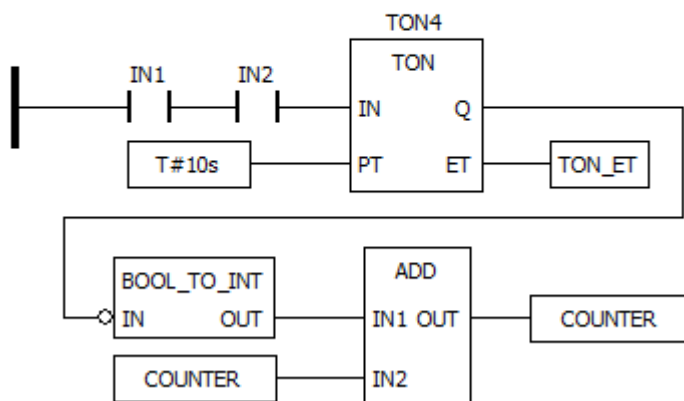 TON4
IN1 IN2 TON
IN Q
T#10s PT ET TON_ET
BOOL_TO_INT ADD
IN OUT IN1 OUT COUNTER
COUNTER IN2